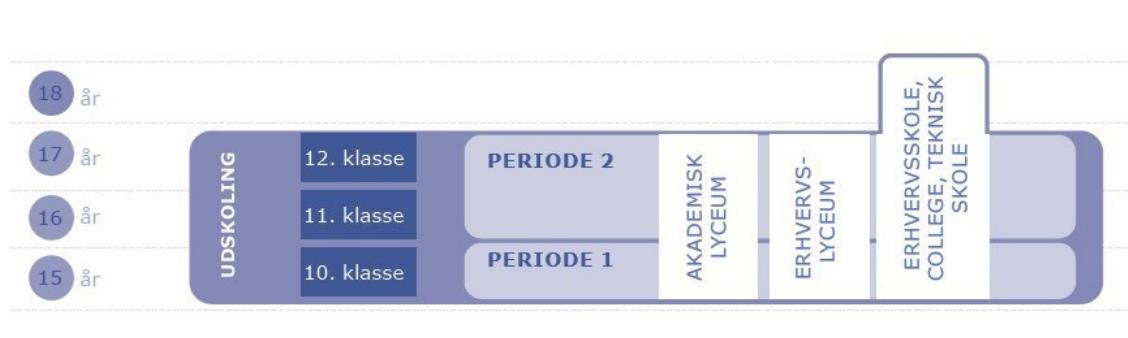 18 år
17 år
16 år
15 år
UDSKOLING
12. klasse
11. klasse
10. klasse
PERIODE 2
PERIODE 1
AKADEMISK
LYCEUM
ERHVERVS-
LYCEUM
ERHVERVSSKOLE,
COLLEGE, TEKNISK
SKOLE